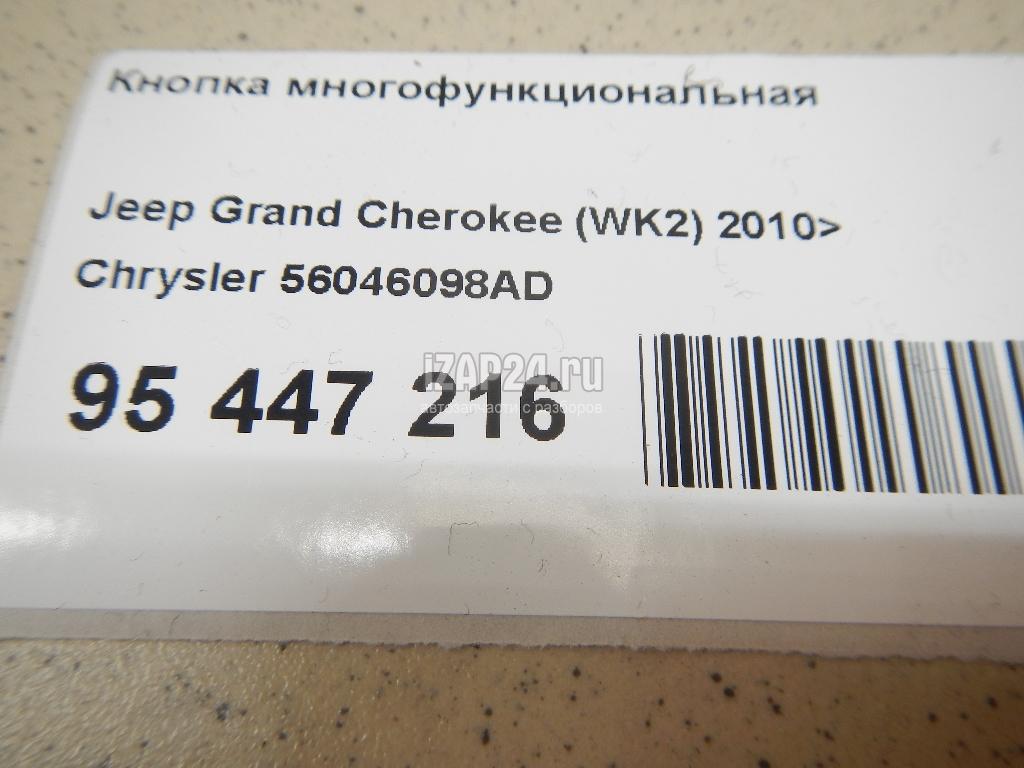 Кнопка многофункциональная
Jeep Grand Cherokee (WK2) 2010>
Chrysler 56046098AD
95 447 216
iZAP24.ru
автозапчасти с разборов